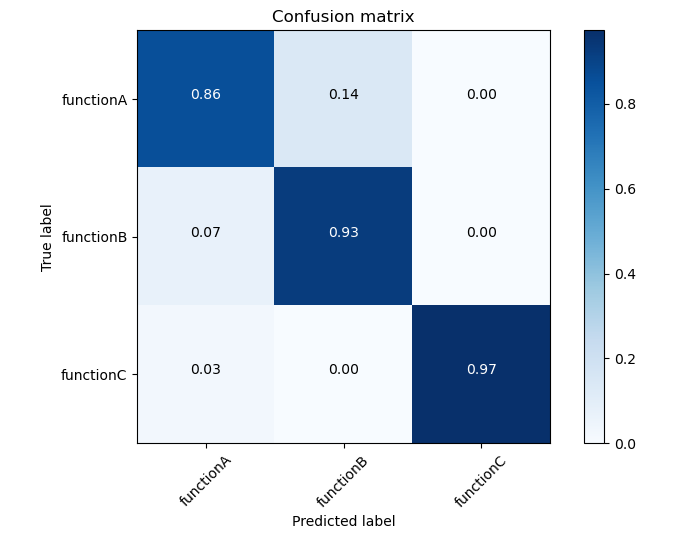 Confusion matrix
True label
functionA
0.86 0.14 0.00
functionB
0.07 0.93 0.00
functionC
0.03 0.00 0.97
functionA functionB functionC
Predicted label
0.8
0.6
0.4
0.2
0.0